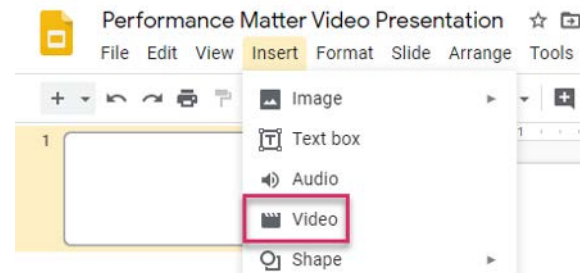 Performance Matter Video Presentation
File Edit View Insert Format Slide Arrange Tools
Image
1
Text box
Audio
Video
Shape